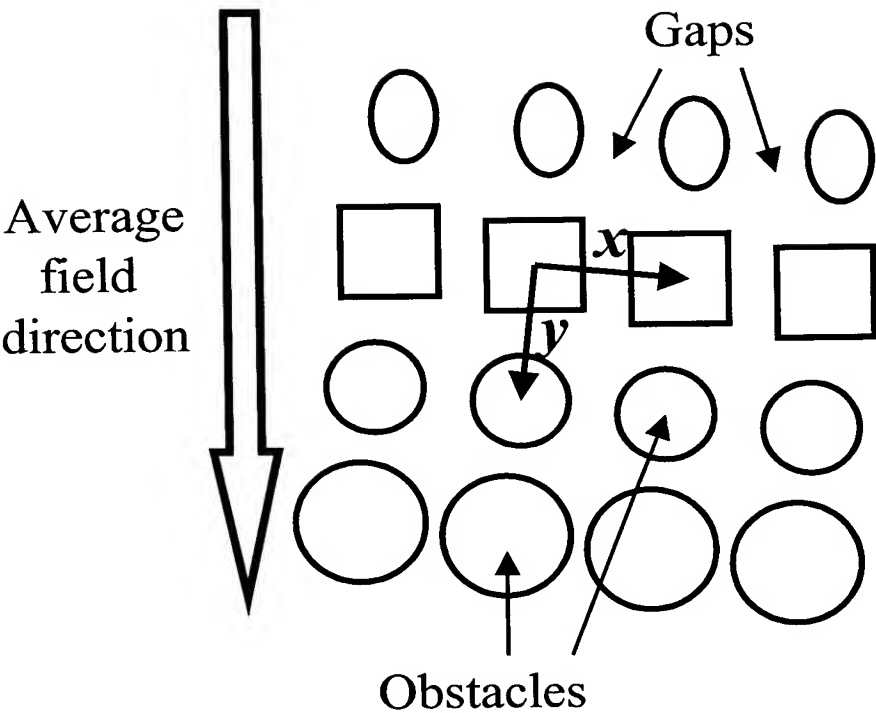 Gaps
Average
field
direction
x
y
Obstacles